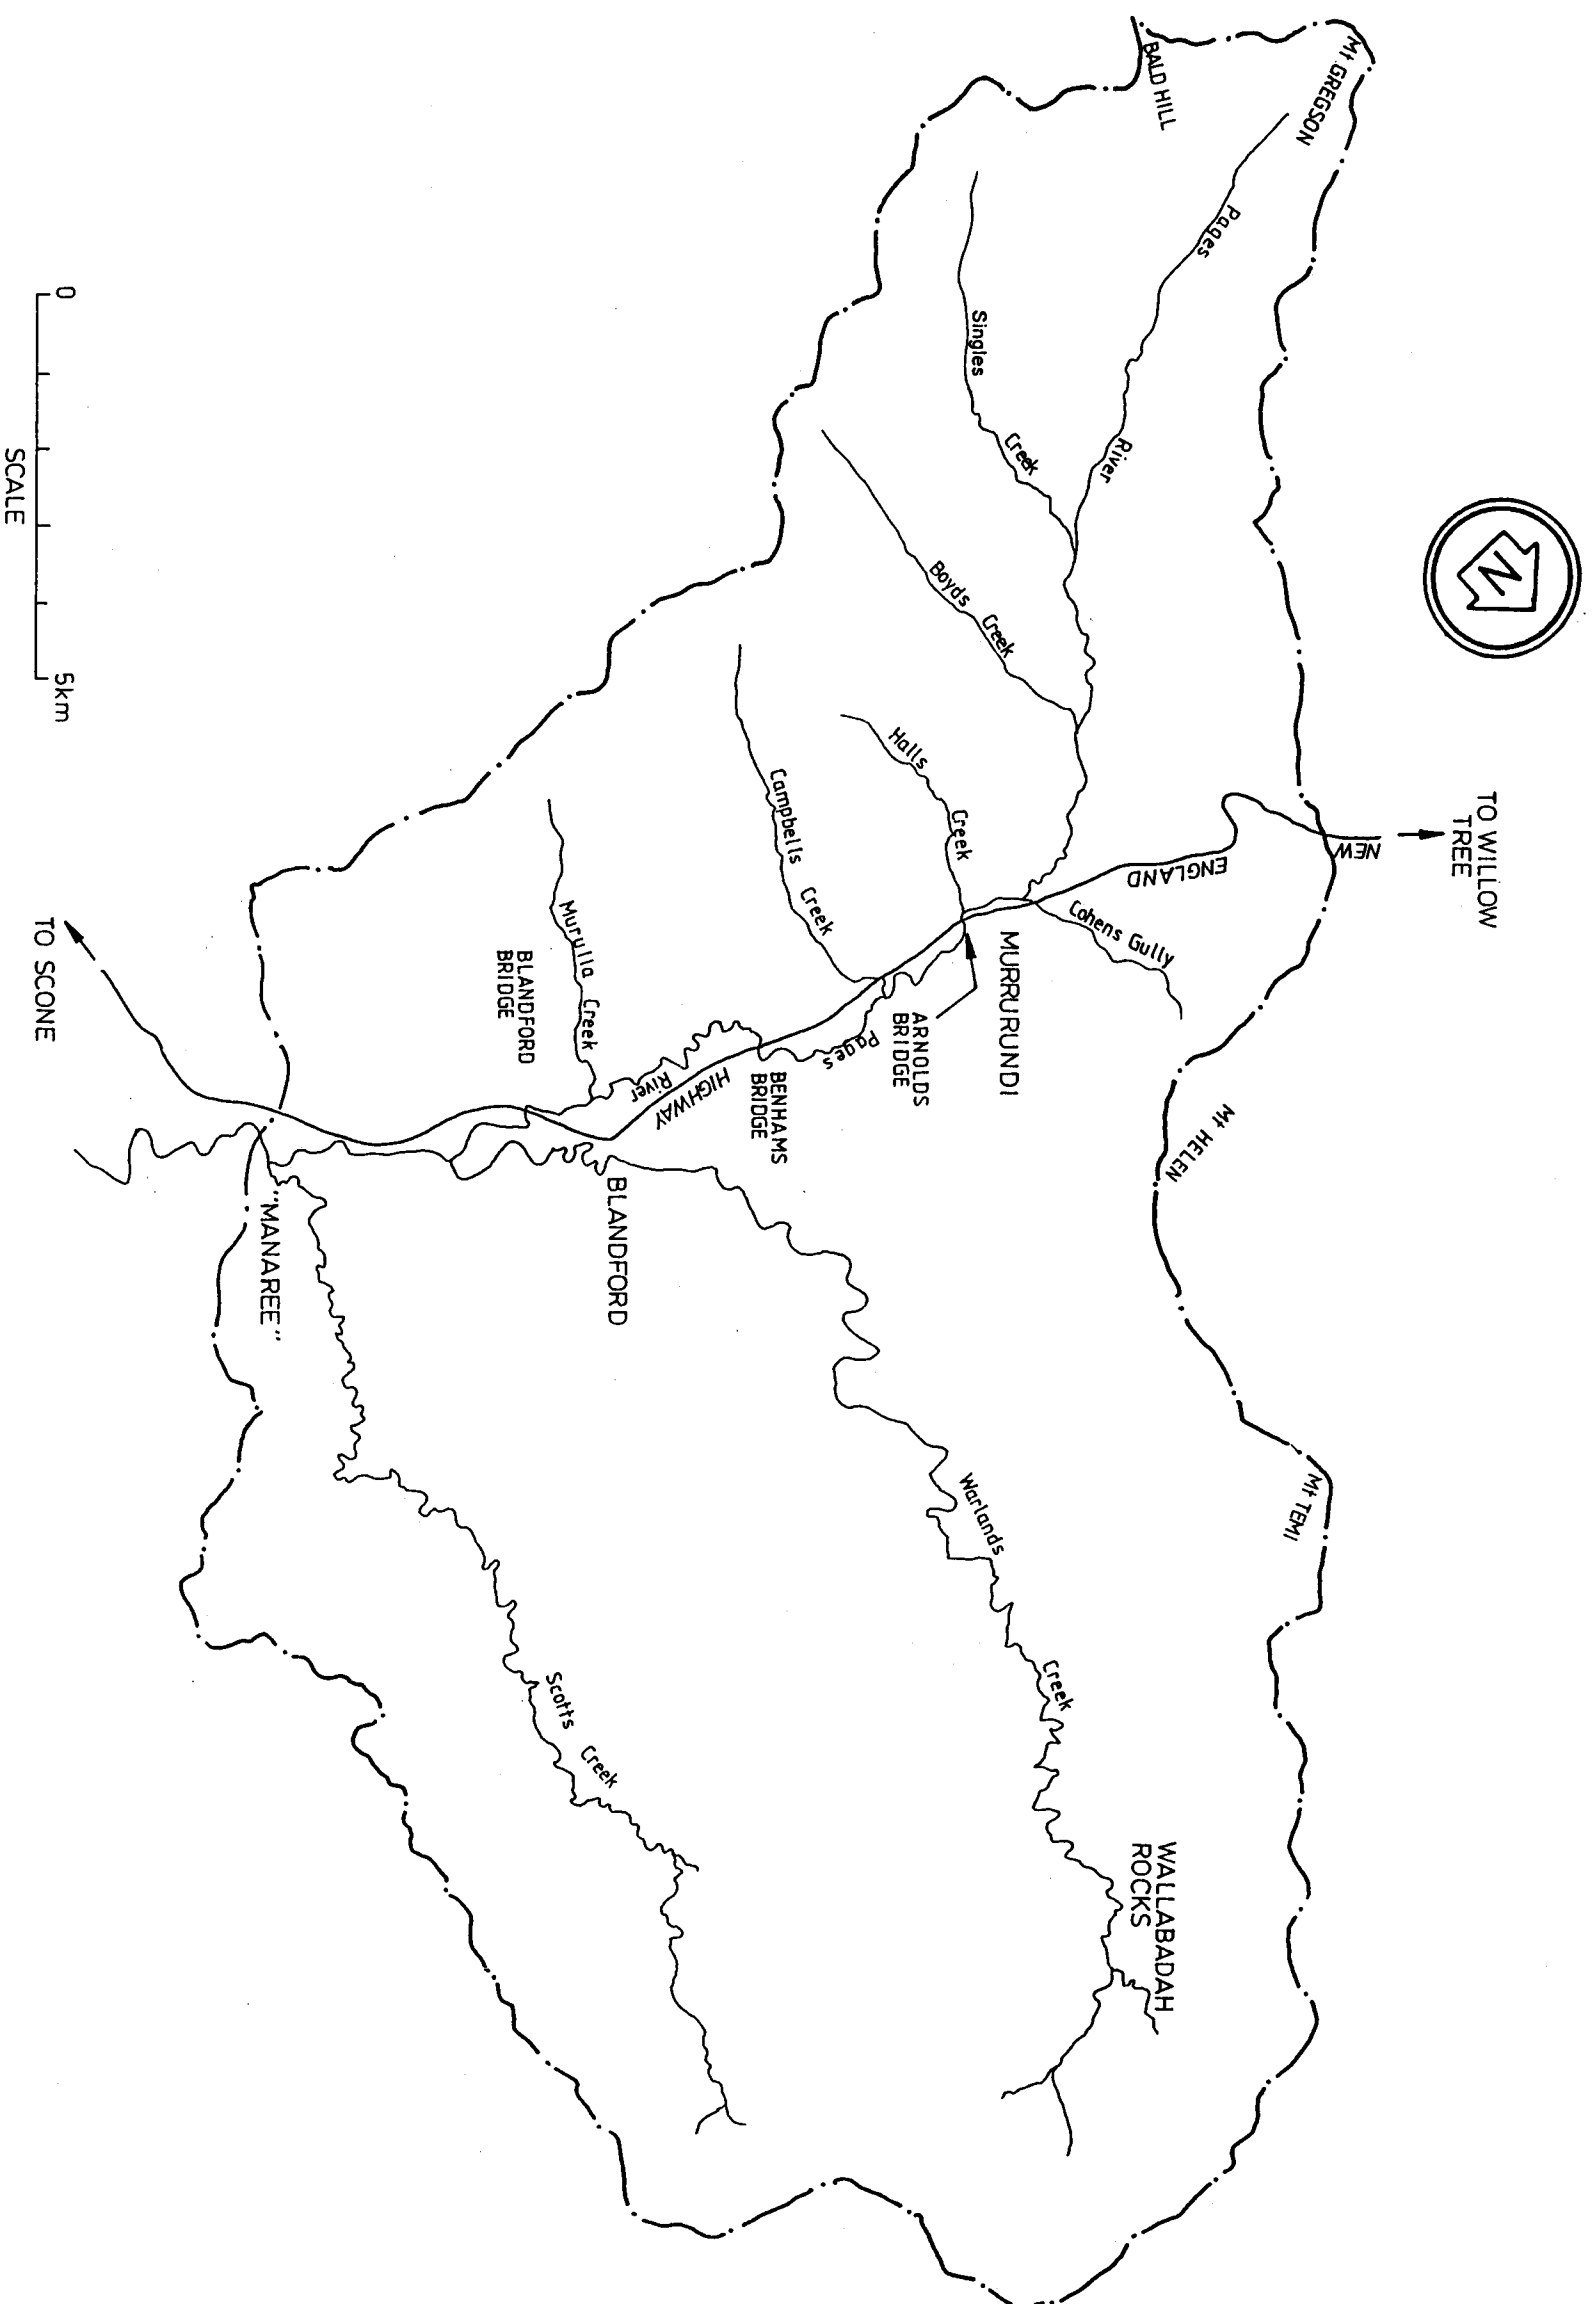 TO WILLOW
TREE
N
Mt. GREGSON
BALD HILL
Pages
River
Singles
Creek
Boyds
Creek
Halls
Creek
Campbells
Creek
Murulla
Creek
NEW
ENGLAND
HIGHWAY
Cohens Gully
MURRURUNDI
ARNOLDS
BRIDGE
Pages
River
BENHAMS
BRIDGE
BLANDFORD
BRIDGE
BLANDFORD
Mt HELEN
Mt TEMI
Warlands
Creek
WALLABADAH
ROCKS
Scotts
Creek
"MANAREE"
TO SCONE
0
5km
SCALE